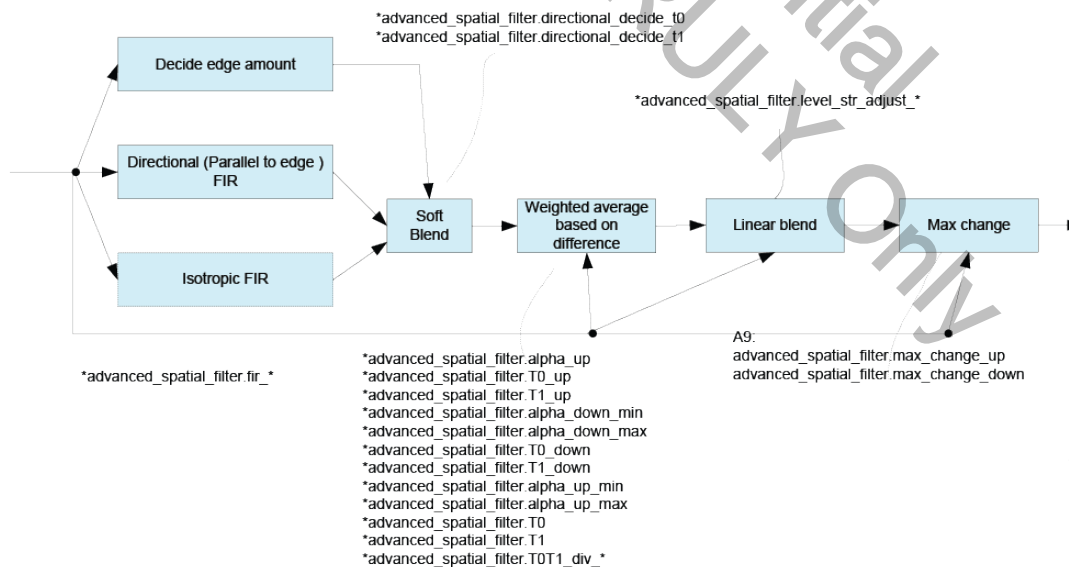 *advanced_spatial_filter.directional_decide_t0
*advanced_spatial_filter.directional_decide_t1
Decide edge amount
*advanced_spatial_filter.level_str_adjust_*
Directional (Parallel to edge )
FIR
Soft
Blend
Weighted average
based on
difference
Linear blend
Max change
Isotropic FIR
*advanced_spatial_filter.fir_*
*advanced_spatial_filter.alpha_up
*advanced_spatial_filter.T0_up
*advanced_spatial_filter.T1_up
*advanced_spatial_filter.alpha_down_min
*advanced_spatial_filter.alpha_down_max
*advanced_spatial_filter.T0_down
*advanced_spatial_filter.T1_down
*advanced_spatial_filter.alpha_up_min
*advanced_spatial_filter.alpha_up_max
*advanced_spatial_filter.T0
*advanced_spatial_filter.T1
*advanced_spatial_filter.T0T1_div_*
A9:
advanced_spatial_filter.max_change_up
advanced_spatial_filter.max_change_down
Only